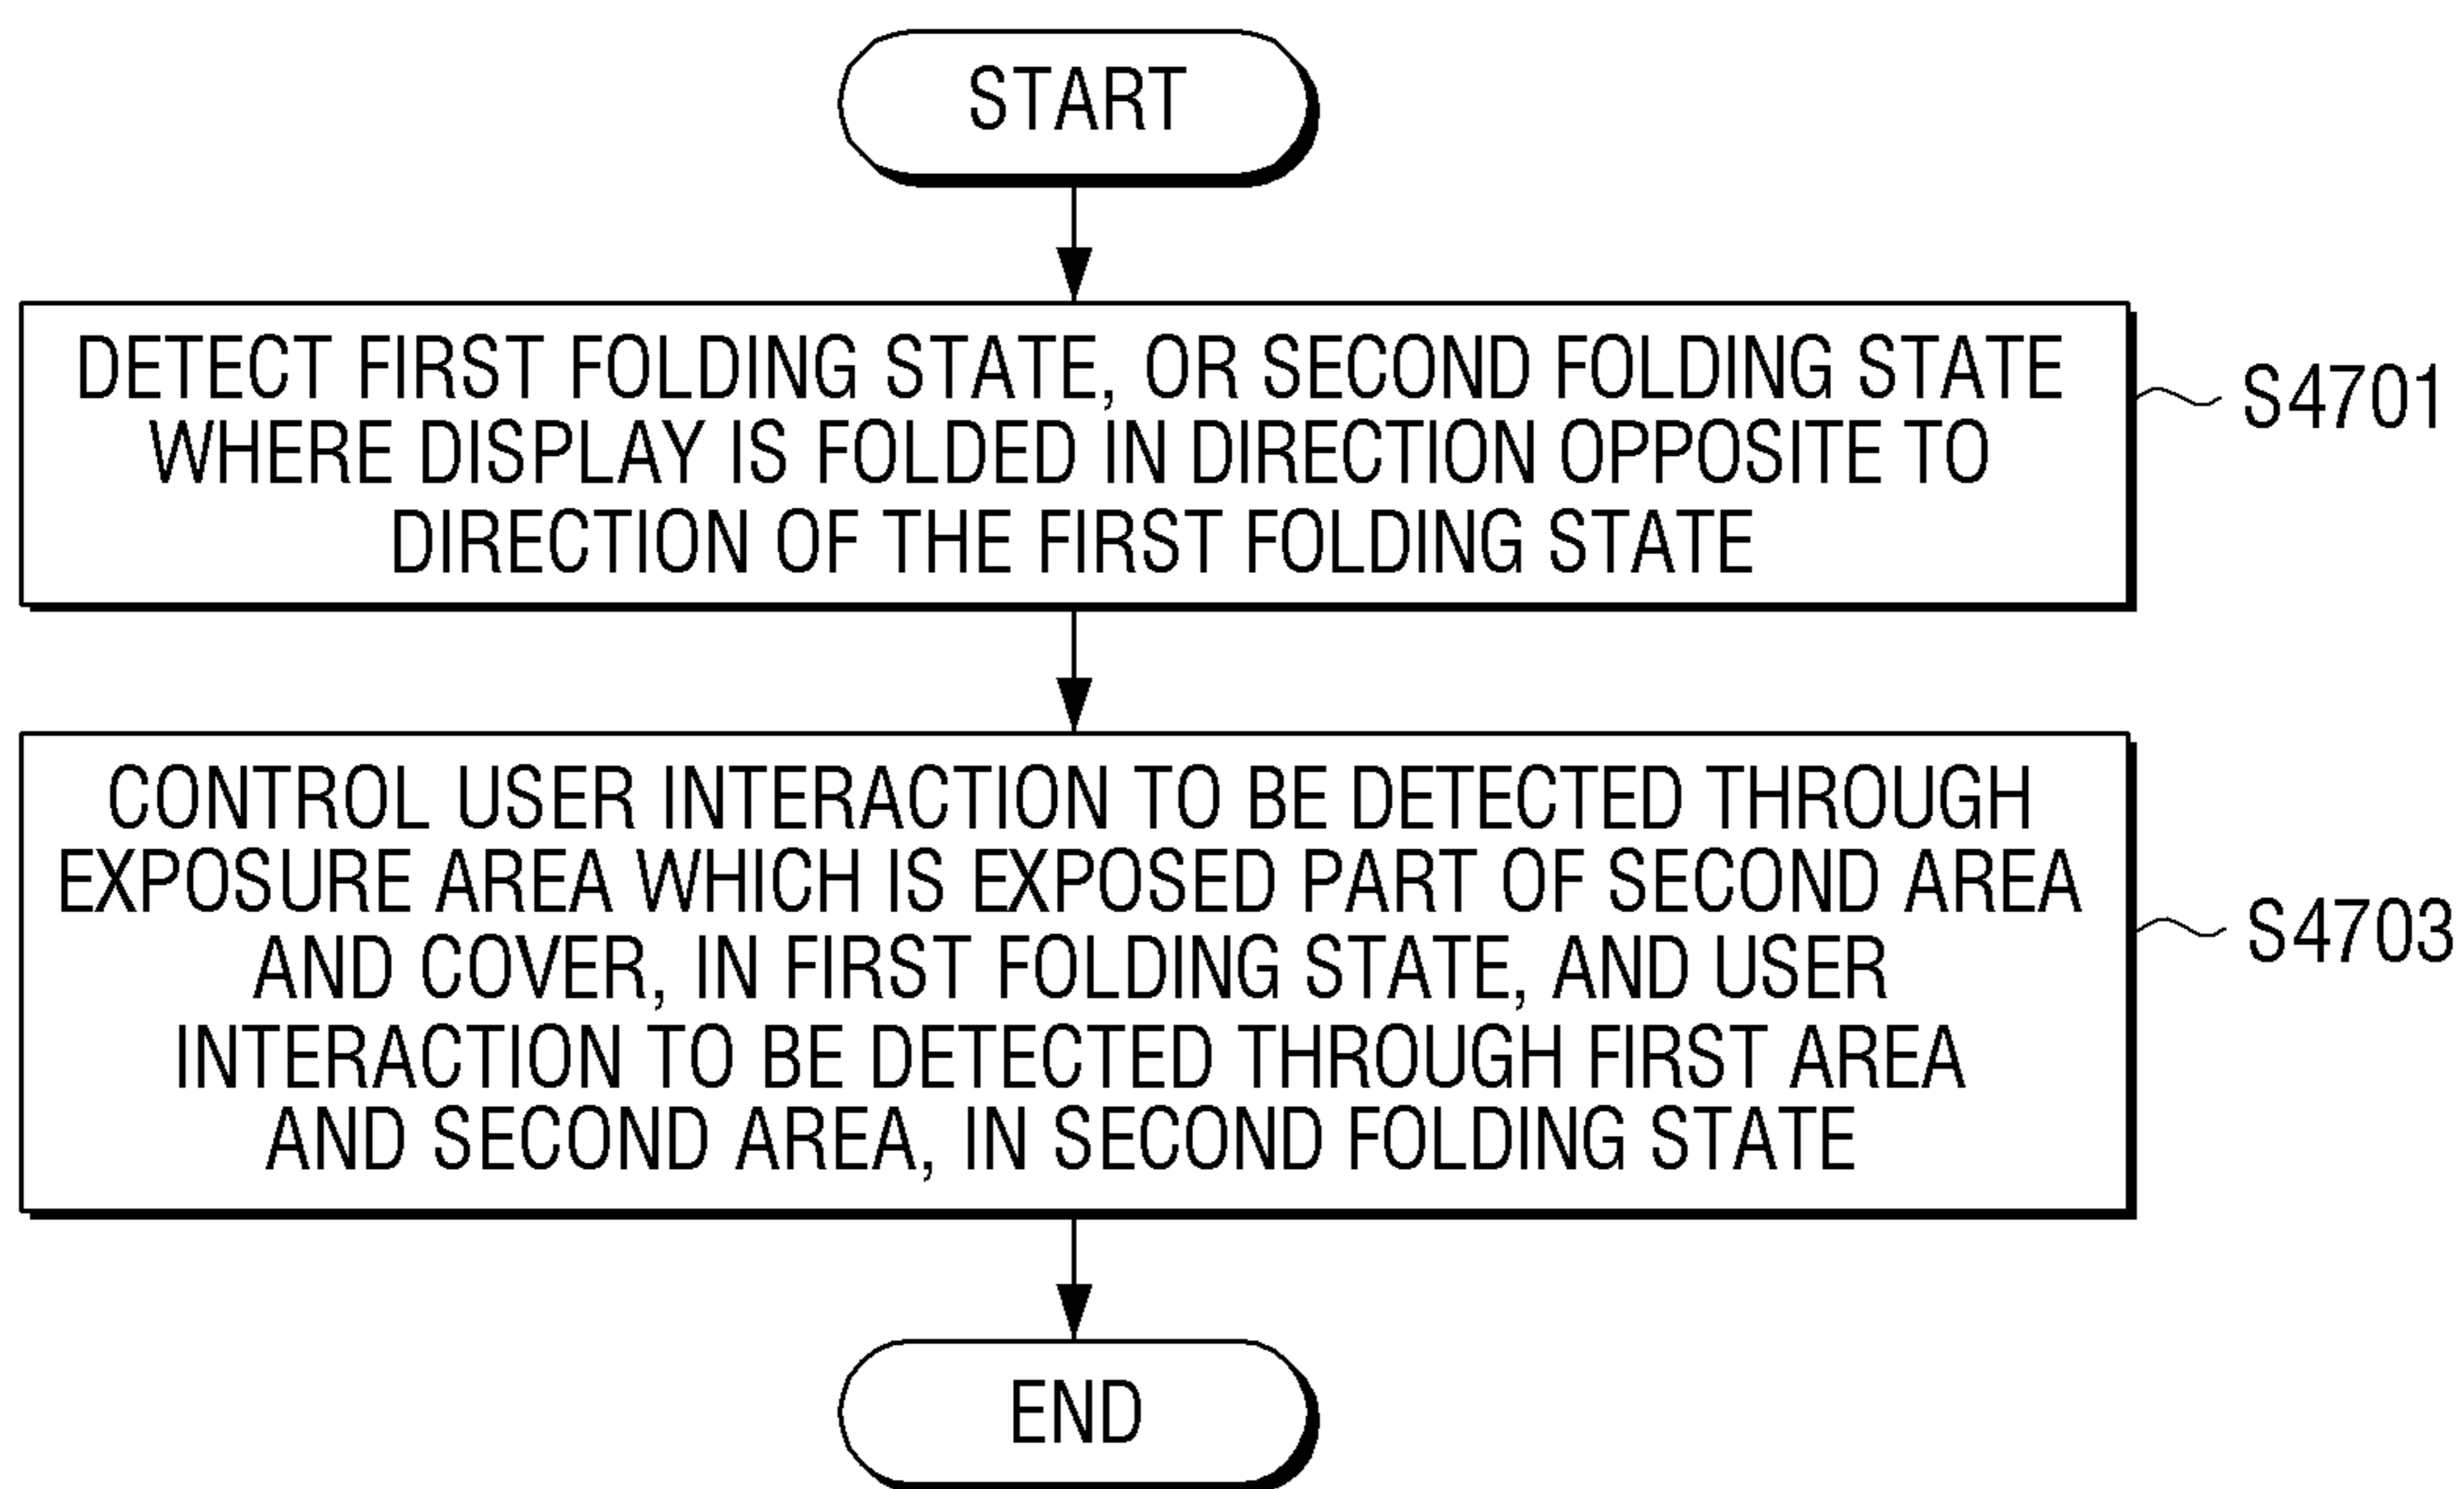 START
DETECT FIRST FOLDING STATE, OR SECOND FOLDING STATE
WHERE DISPLAY IS FOLDED IN DIRECTION OPPOSITE TO
DIRECTION OF THE FIRST FOLDING STATE
S4701
CONTROL USER INTERACTION TO BE DETECTED THROUGH
EXPOSURE AREA WHICH IS EXPOSED PART OF SECOND AREA
AND COVER, IN FIRST FOLDING STATE, AND USER
INTERACTION TO BE DETECTED THROUGH FIRST AREA
AND SECOND AREA, IN SECOND FOLDING STATE
S4703
END